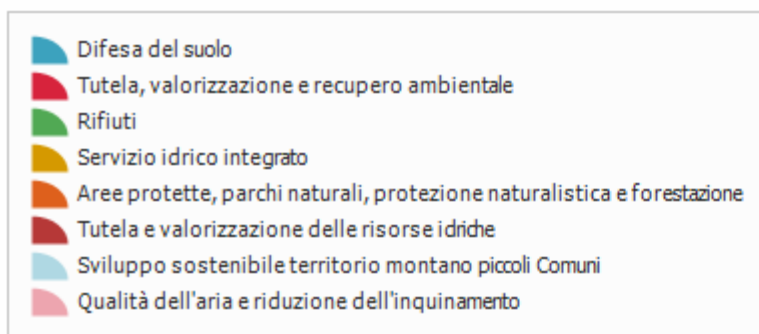 Difesa del suolo
Tutela, valorizzazione e recupero ambientale
Rifiuti
Servizio idrico integrato
Aree protette, parchi naturali, protezione naturalistica e forestazione
Tutela e valorizzazione delle risorse idriche
Sviluppo sostenibile territorio montano piccoli Comuni
Qualità dell'aria e riduzione dell'inquinamento